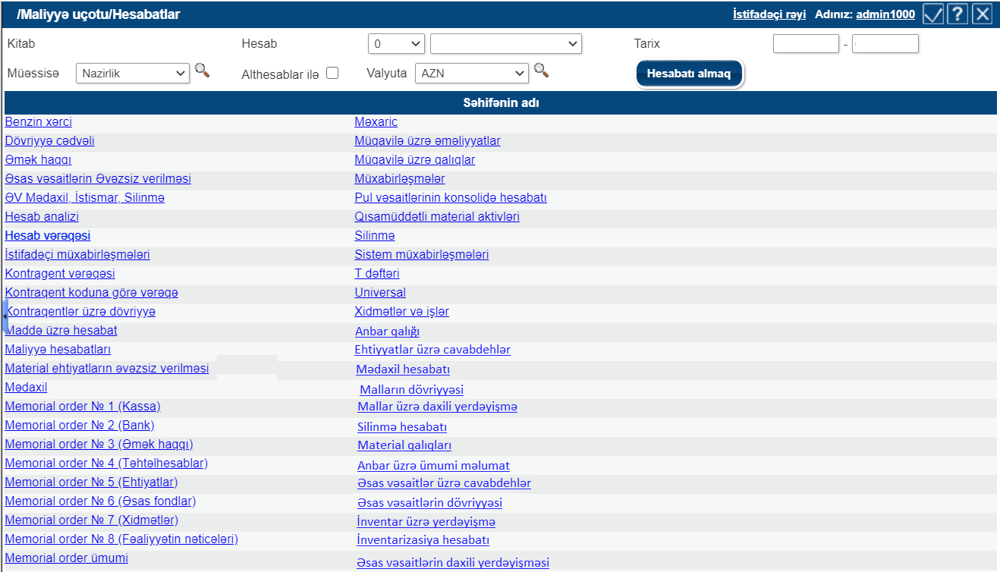 /Maliyyə uçotu/Hesabatlar İstifadəçi rəyi Adınız: admin1000 ?
Kitab Hesab 0 Tarix -
Müəssisə Nazirlik Althesablar ilə Valyuta AZN Hesabatı almaq
Səhifənin adı
Benzin xərci Məxaric
Dövriyyə cədvəli Müqavilə üzrə əməliyyatlar
Əmək haqqı Müqavilə üzrə qalıqlar
Əsas vəsaitlərin Əvəzsiz verilməsi Müxabirləşmələr
ƏV Mədaxil, İstismar, Silinmə Pul vəsaitlərinin konsolidə hesabatı
Hesab analizi Qısamüddətli material aktivləri
Hesab vərəqəsi Silinmə
İstifadəçi müxabirləşmələri Sistem müxabirləşmələri
Kontragent vərəqəsi T dəftəri
Kontraqent koduna görə vərəqə Universal
Kontraqentlər üzrə dövriyyə Xidmətlər və işlər
Maddə üzrə hesabat Anbar qalığı
Maliyyə hesabatları Ehtiyyatlar üzrə cavabdehlər
Material ehtiyatların əvəzsiz verilməsi Mədaxil hesabatı
Mədaxil Malların dövriyyəsi
Memorial order № 1 (Kassa) Mallar üzrə daxili yerdəyişmə
Memorial order № 2 (Bank) Silinmə hesabatı
Memorial order № 3 (Əmək haqqı) Material qalıqları
Memorial order № 4 (Təhtəlhesablar) Anbar üzrə ümumi məlumat
Memorial order № 5 (Ehtiyatlar) Əsas vəsaitlər üzrə cavabdehlər
Memorial order № 6 (Əsas fondlar) Əsas vəsaitlərin dövriyyəsi
Memorial order № 7 (Xidmətlər) İnventar üzrə yerdəyişmə
Memorial order № 8 (Fəaliyyətin nəticələri) İnventarizasiya hesabatı
Memorial order ümumi Əsas vəsaitlərin daxili yerdəyişməsi